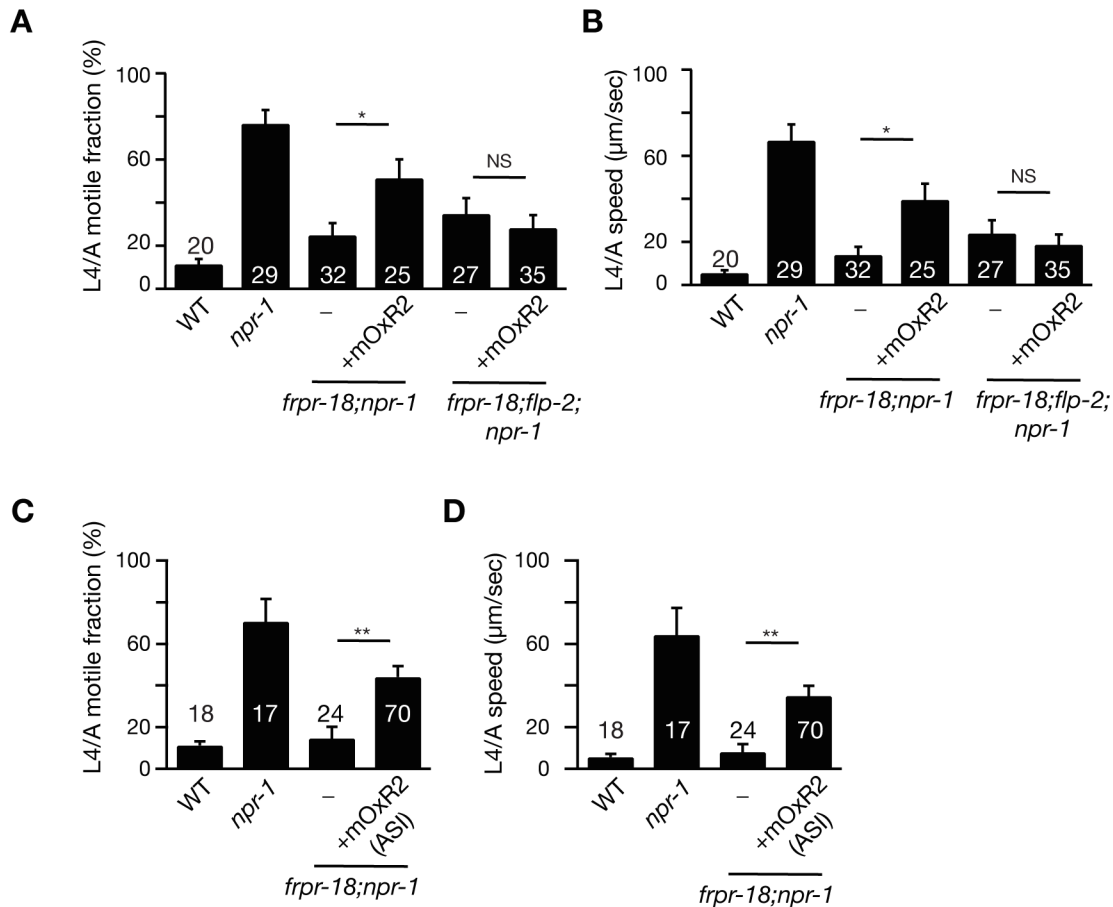 A
L4/A motile fraction (%)
100
60
20
0
*
NS
20
29
32
25
27
35
WT
npr-1
–
+mOxR2
–
+mOxR2
frpr-18;npr-1
frpr-18;flp-2;
npr-1
B
L4/A speed (µm/sec)
100
60
20
0
*
NS
20
29
32
25
27
35
WT
npr-1
–
+mOxR2
–
+mOxR2
frpr-18;npr-1
frpr-18;flp-2;
npr-1
C
L4/A motile fraction (%)
100
60
20
0
**
18
17
24
70
WT
npr-1
–
+mOxR2
(ASI)
frpr-18;npr-1
D
L4/A speed (µm/sec)
100
60
20
0
**
18
17
24
70
WT
npr-1
–
+mOxR2
(ASI)
frpr-18;npr-1